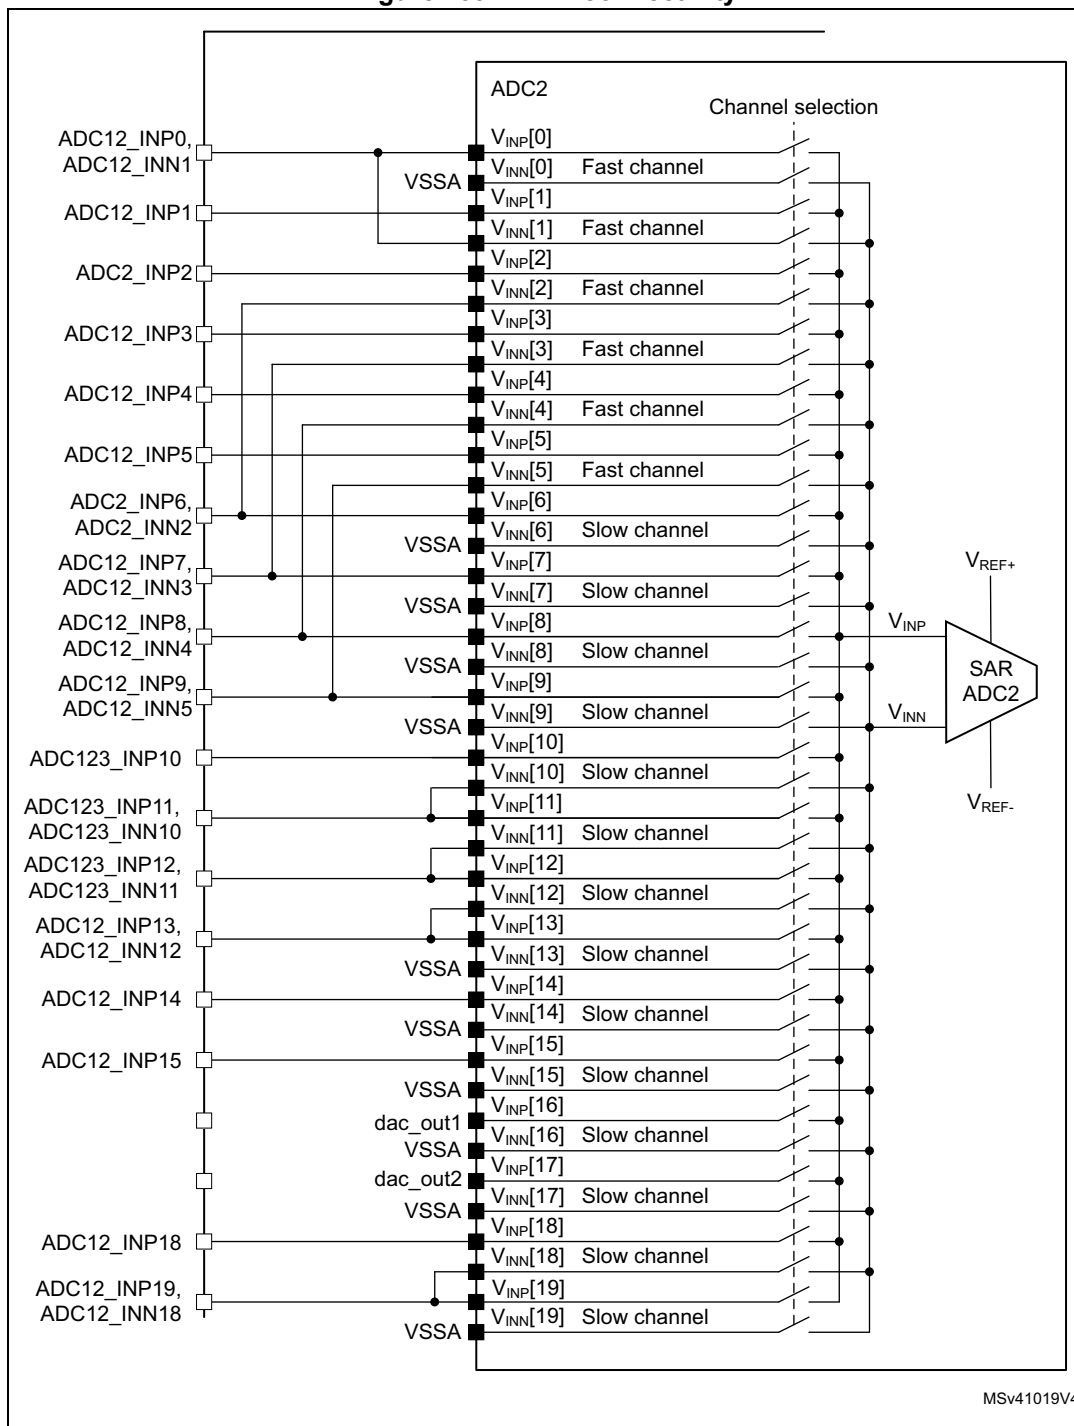 ADC2
Channel selection
ADC12_INP0,
ADC12_INN1
VINP[0]
VSSA
VINN[0] Fast channel
ADC12_INP1
VINP[1]
VINN[1] Fast channel
ADC2_INP2
VINP[2]
VINN[2] Fast channel
ADC12_INP3
VINP[3]
VINN[3] Fast channel
ADC12_INP4
VINP[4]
VINN[4] Fast channel
ADC12_INP5
VINP[5]
VINN[5] Fast channel
ADC2_INP6,
ADC2_INN2
VINP[6]
VSSA
VINN[6] Slow channel
ADC12_INP7,
ADC12_INN3
VINP[7]
VSSA
VINN[7] Slow channel
ADC12_INP8,
ADC12_INN4
VINP[8]
VSSA
VINN[8] Slow channel
ADC12_INP9,
ADC12_INN5
VINP[9]
VSSA
VINN[9] Slow channel
VREF+
VINP
SAR
ADC2
VINN
VREF-
ADC123_INP10
VINP[10]
VINN[10] Slow channel
ADC123_INP11,
ADC123_INN10
VINP[11]
VINN[11] Slow channel
ADC123_INP12,
ADC123_INN11
VINP[12]
VINN[12] Slow channel
ADC12_INP13,
ADC12_INN12
VINP[13]
VSSA
VINN[13] Slow channel
ADC12_INP14
VINP[14]
VSSA
VINN[14] Slow channel
ADC12_INP15
VINP[15]
VSSA
VINN[15] Slow channel
dac_out1
VINP[16]
VSSA
VINN[16] Slow channel
dac_out2
VINP[17]
VSSA
VINN[17] Slow channel
ADC12_INP18
VINP[18]
VINN[18] Slow channel
ADC12_INP19,
ADC12_INN18
VINP[19]
VSSA
VINN[19] Slow channel
MSv41019V4